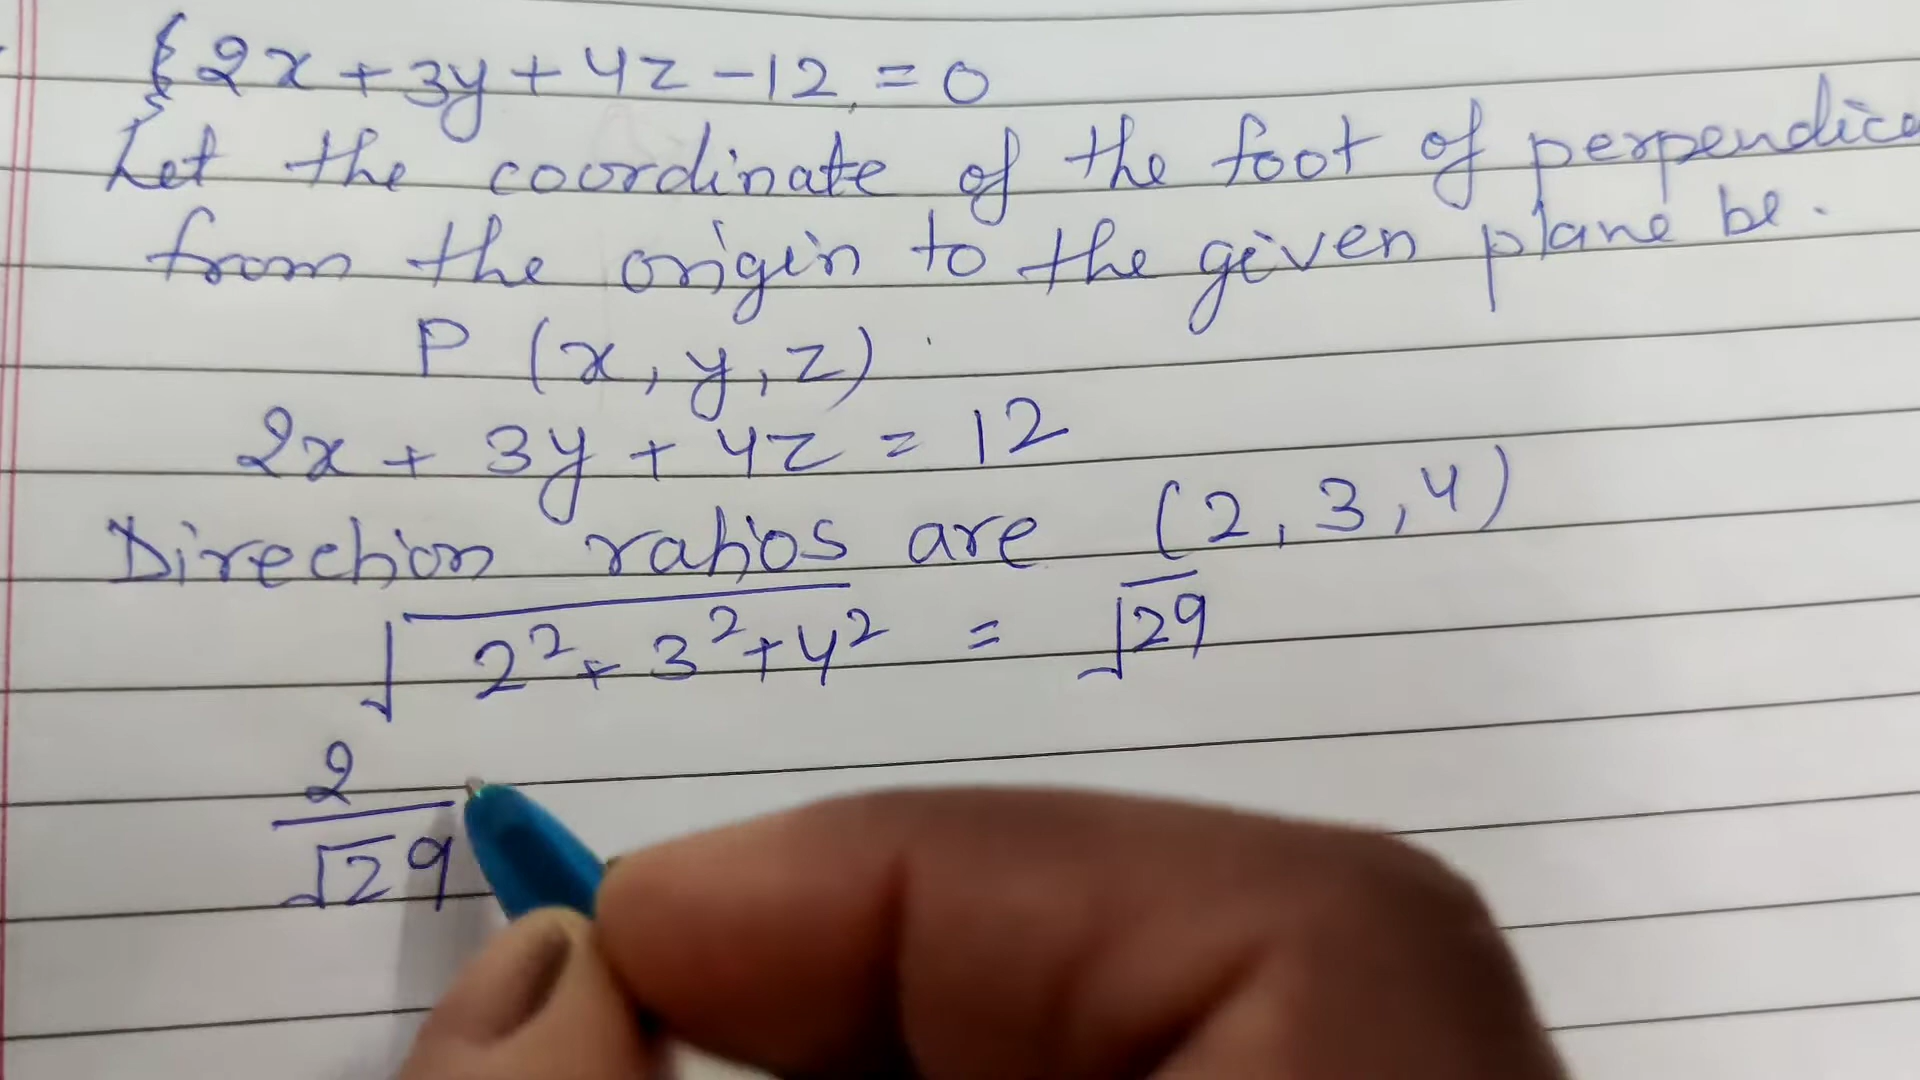 { 2x + 3y + 4z - 12 = 0
Let the coordinate of the foot of
from the origin to the given plane be.
P (x, y, z)
2x + 3y + 4z = 12
Direction ratios are (2, 3, 4)
√(2² + 3² + 4²) = √29
2/√29